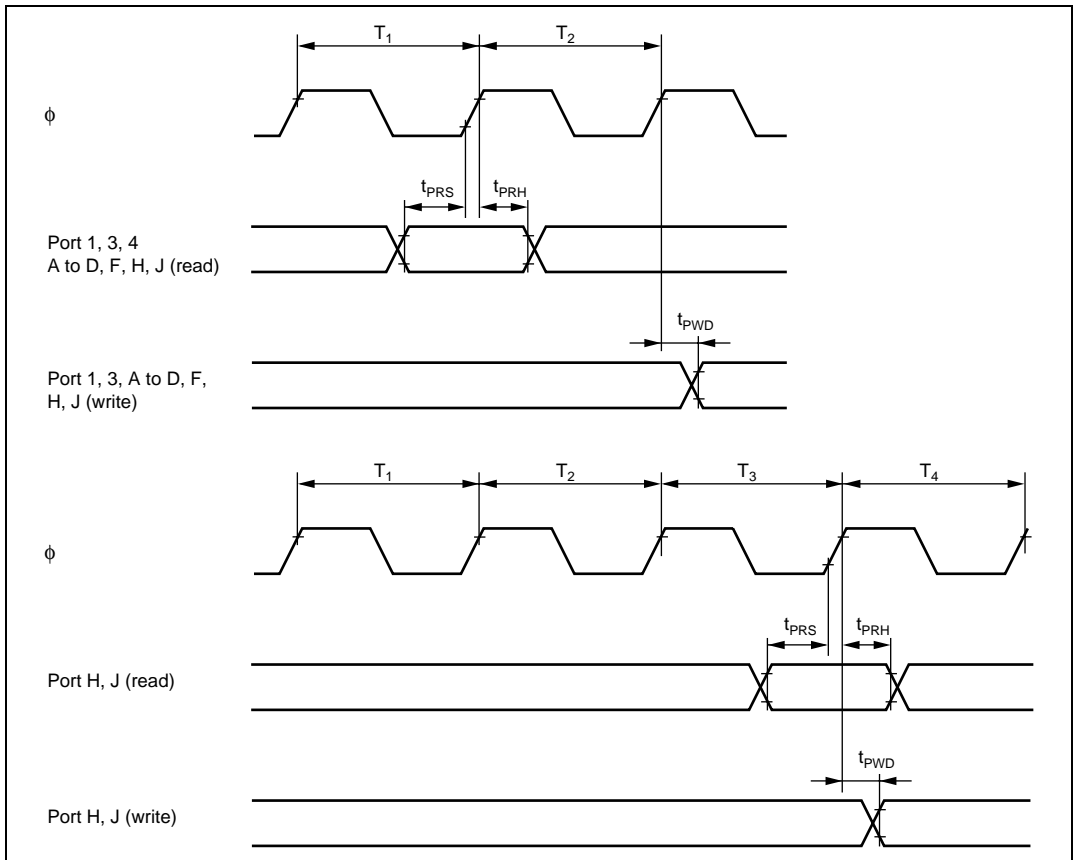 T₁ T₂
ϕ
tPRS tPRH
Port 1, 3, 4
A to D, F, H, J (read)
tPWD
Port 1, 3, A to D, F,
H, J (write)
T₁ T₂ T₃ T₄
ϕ
tPRS tPRH
Port H, J (read)
tPWD
Port H, J (write)